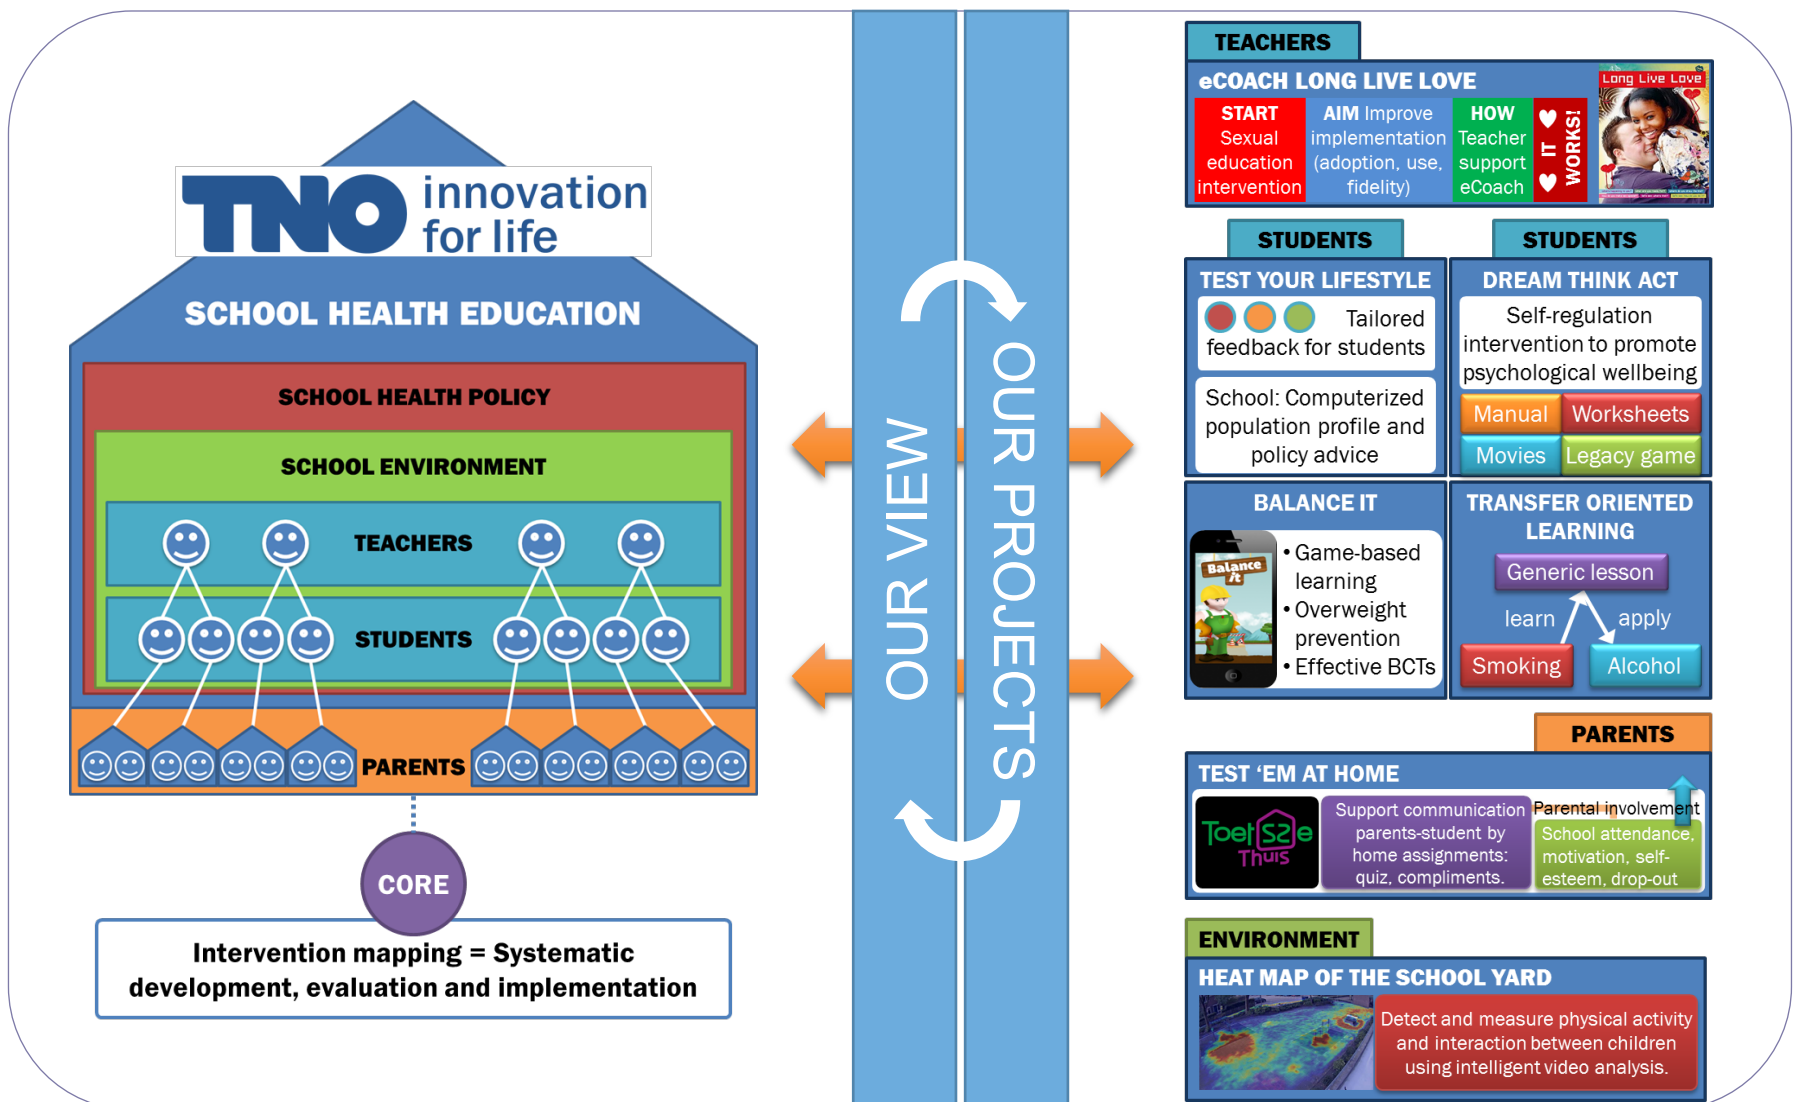 TNO innovation
for life
SCHOOL HEALTH EDUCATION
SCHOOL HEALTH POLICY
SCHOOL ENVIRONMENT
TEACHERS
STUDENTS
PARENTS
CORE
Intervention mapping = Systematic
development, evaluation and implementation
OUR VIEW
OUR PROJECTS
TEACHERS
eCOACH LONG LIVE LOVE
START
Sexual
education
intervention
AIM Improve
implementation
(adoption, use,
fidelity)
HOW
Teacher
support
eCoach
IT
WORKS!
Long Live Love
STUDENTS
TEST YOUR LIFESTYLE
Tailored
feedback for students
School: Computerized
population profile and
policy advice
STUDENTS
DREAM THINK ACT
Self-regulation
intervention to promote
psychological wellbeing
Manual
Worksheets
Movies
Legacy game
BALANCE IT
Balance
it
• Game-based
learning
• Overweight
prevention
• Effective BCTs
TRANSFER ORIENTED
LEARNING
Generic lesson
learn
apply
Smoking
Alcohol
PARENTS
TEST ‘EM AT HOME
Toet S2e
Thuis
Support communication
parents-student by
home assignments:
quiz, compliments.
Parental involvement
School attendance,
motivation, self-
esteem, drop-out
ENVIRONMENT
HEAT MAP OF THE SCHOOL YARD
Detect and measure physical activity
and interaction between children
using intelligent video analysis.